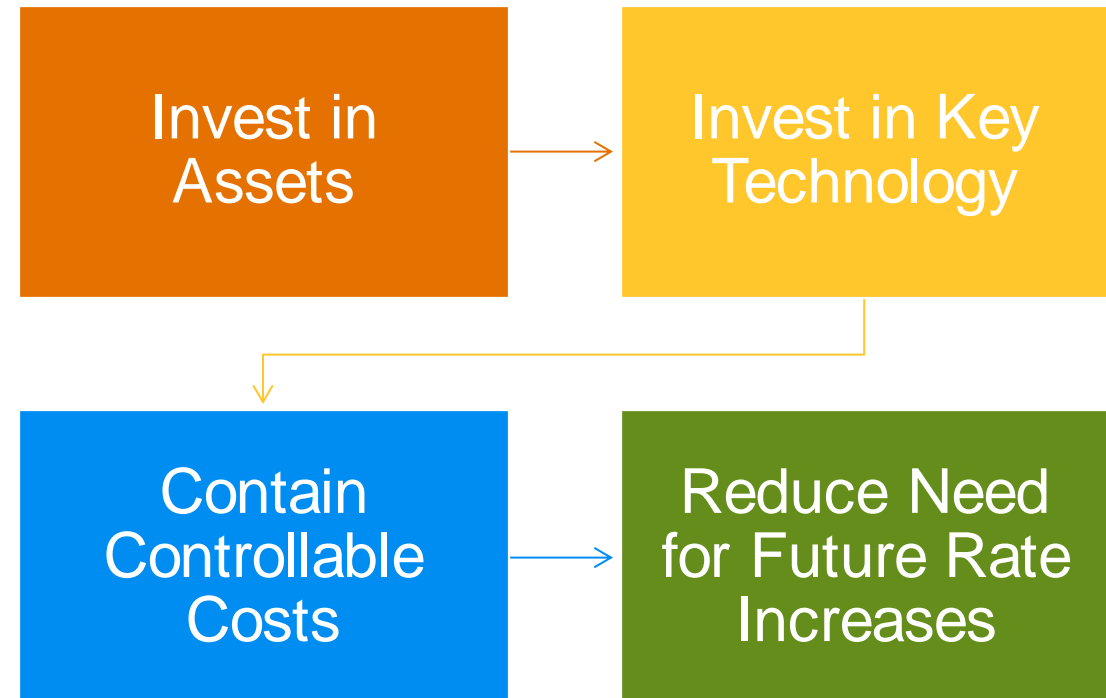 Invest in
Assets
Invest in Key
Technology
Contain
Controllable
Costs
Reduce Need
for Future Rate
Increases